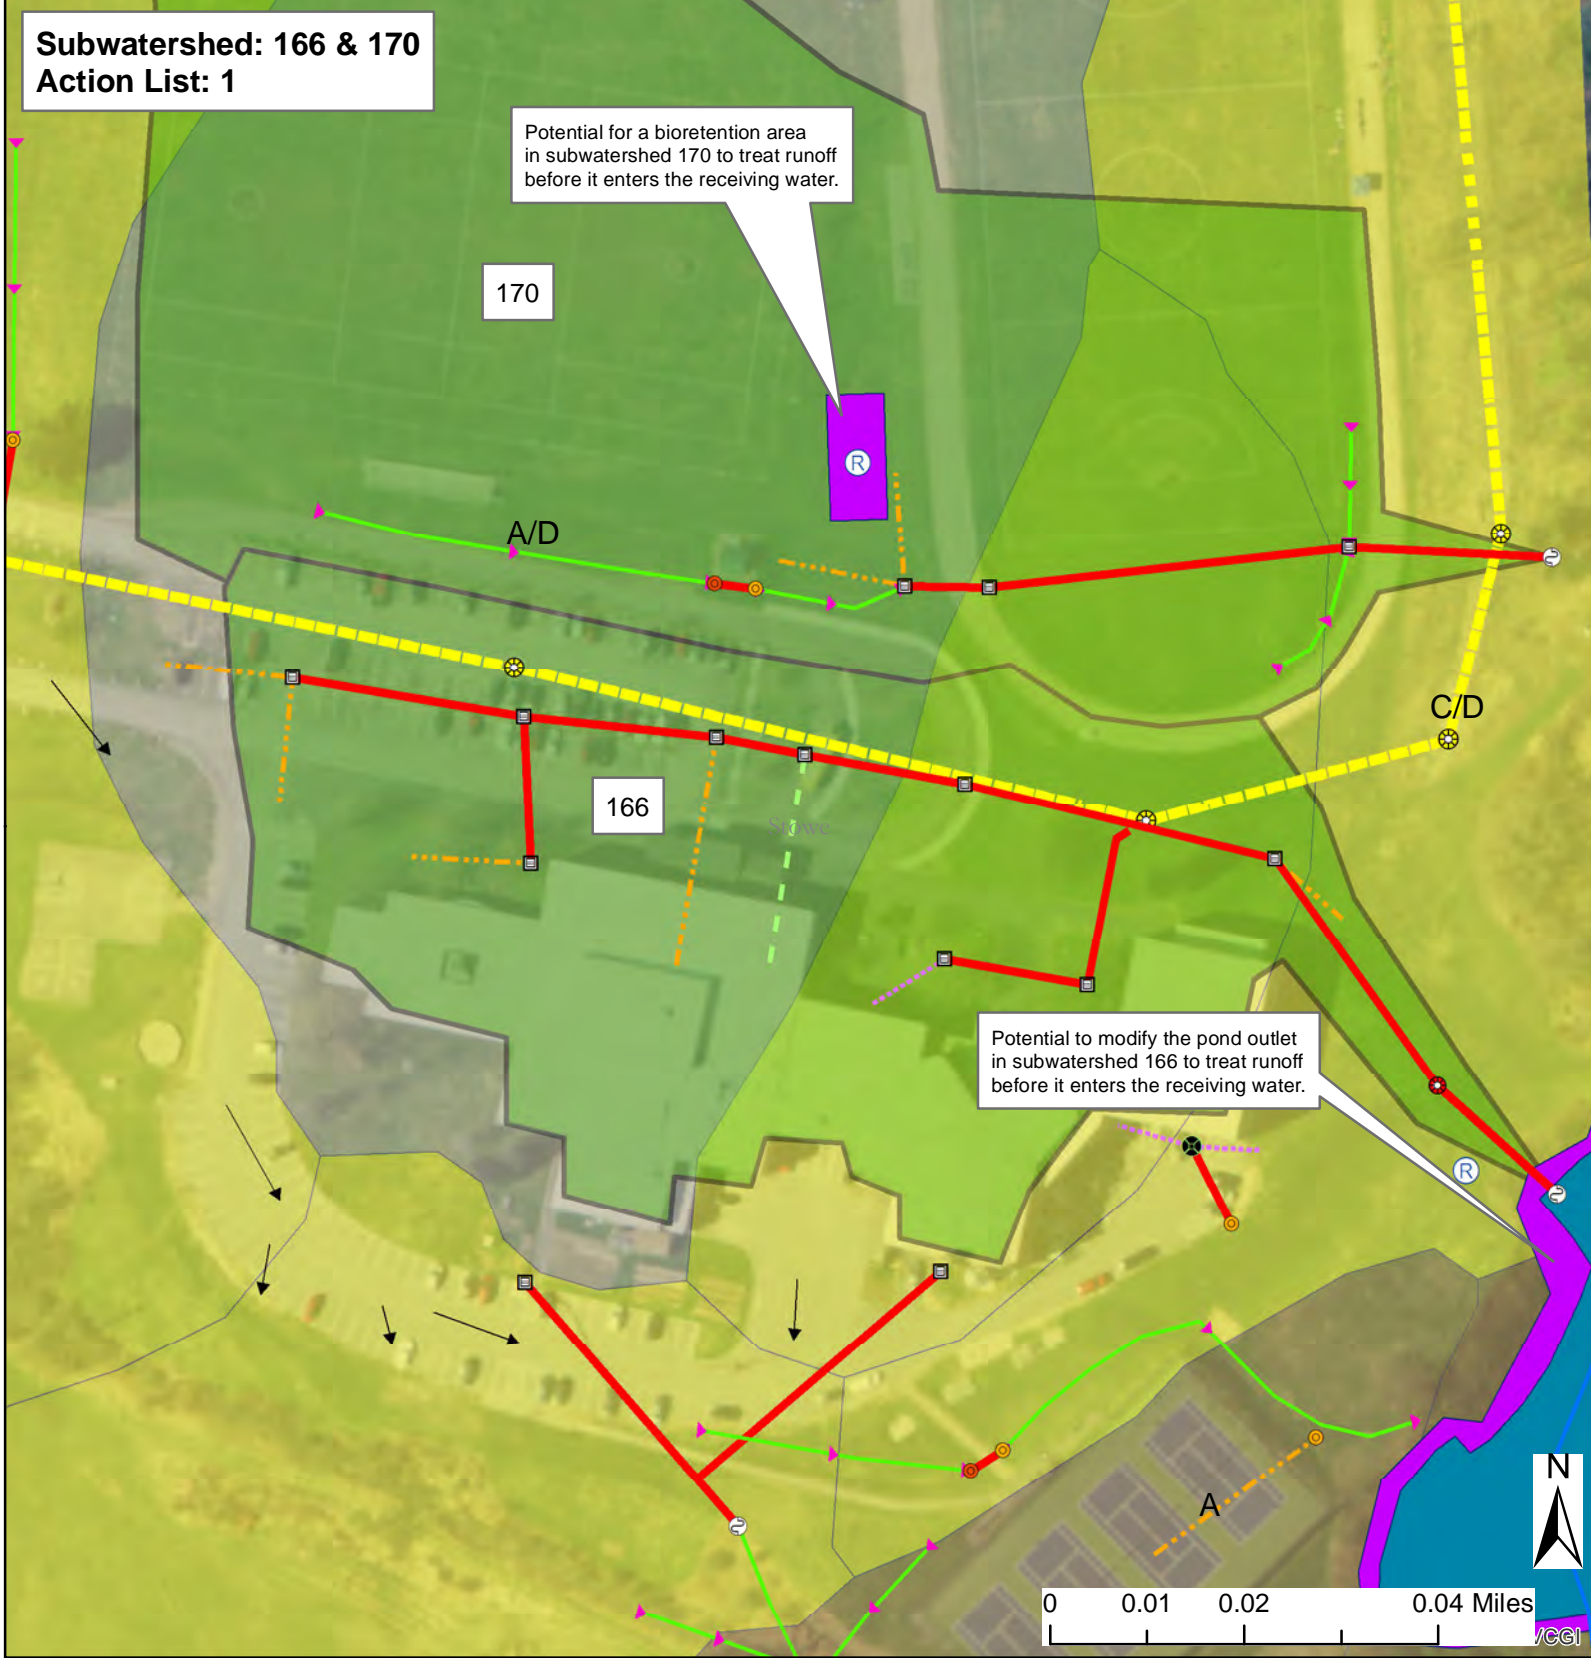 Subwatershed: 166 & 170
Action List: 1
Potential for a bioretention area
in subwatershed 170 to treat runoff
before it enters the receiving water.
170
R
A/D
C/D
166
Stowe
Potential to modify the pond outlet
in subwatershed 166 to treat runoff
before it enters the receiving water.
R
A
N
0 0.01 0.02 0.04 Miles
VCGI